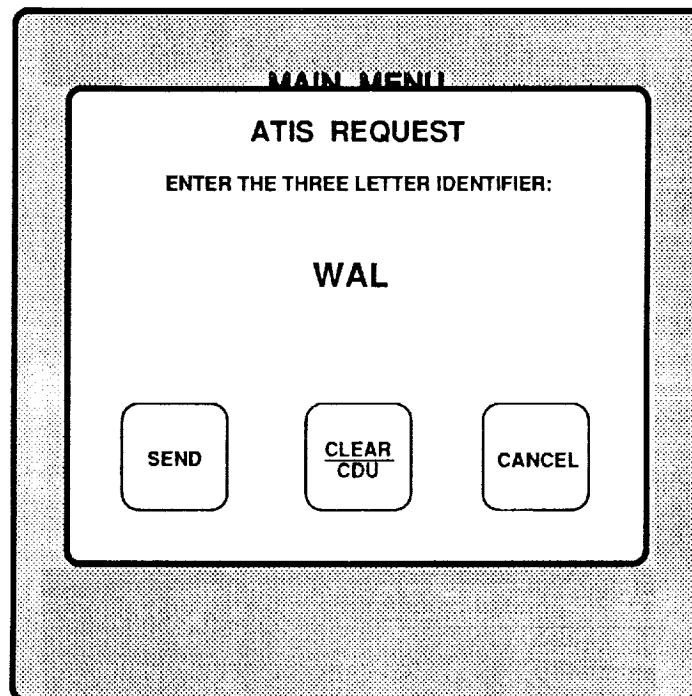 MAIN MENU
ATIS REQUEST
ENTER THE THREE LETTER IDENTIFIER:
WAL
SEND
CLEAR
CDU
CANCEL